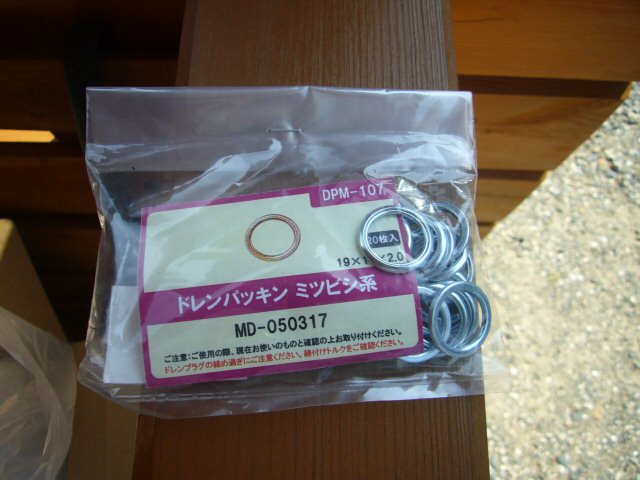 DPM-107
20枚入
19× ×2.0
ドレンパッキン ミツビシ系
MD-050317
ご注意:ご使用の際、現在お使いのものと確認の上お取り付けください。
ドレンプラグの締め過ぎにご注意ください。締付けトルクをご確認ください。